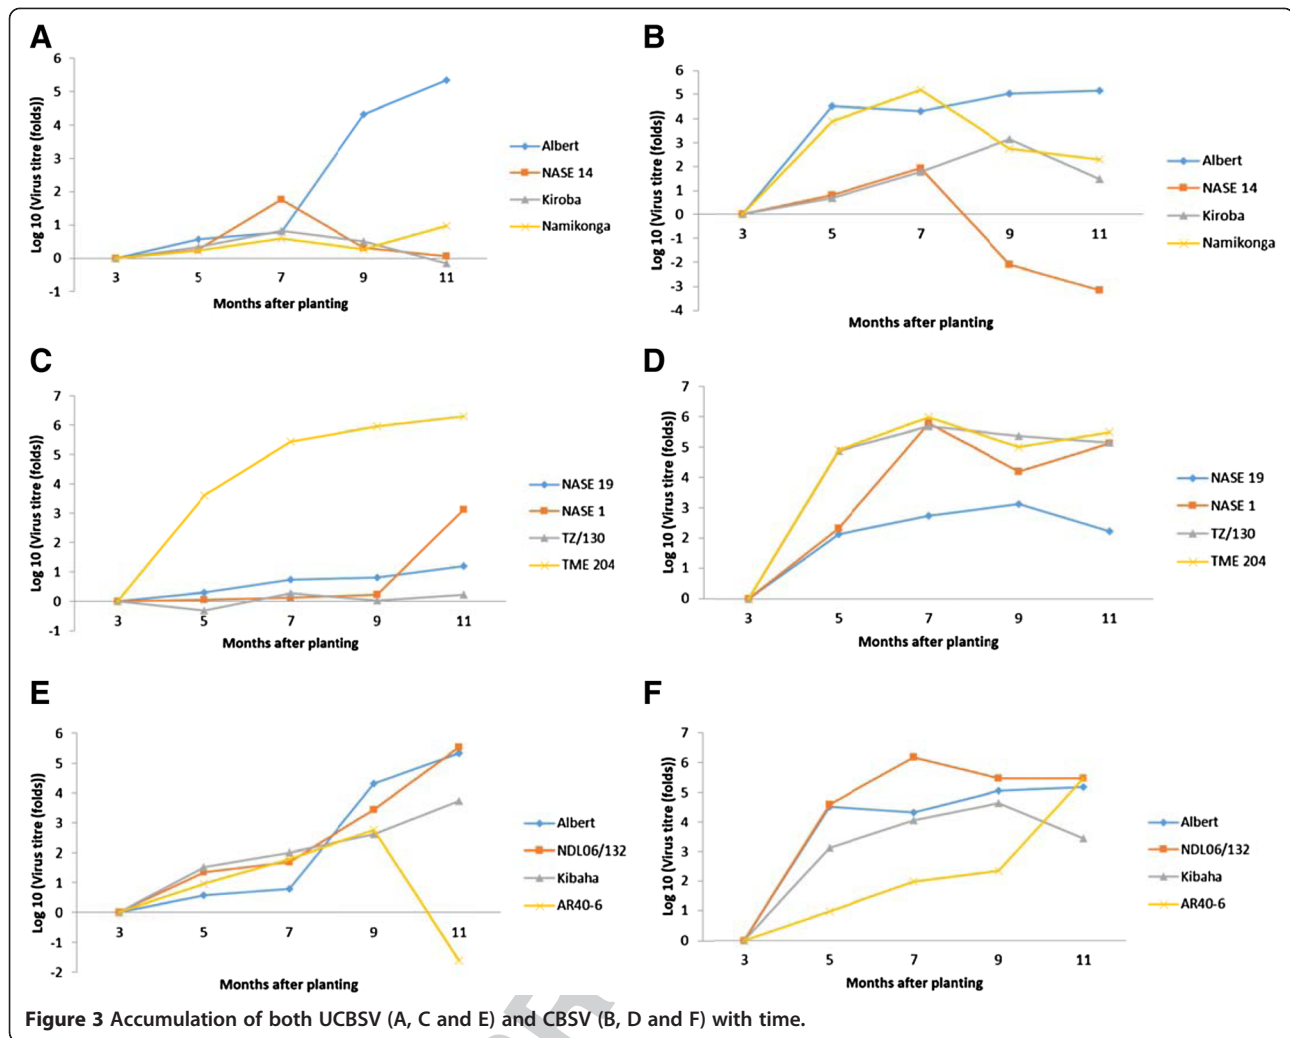 A
6
5
4
3
2
1
0
-1
Log 10 (Virus titre (folds))
3 5 7 9 11
Months after planting
Albert
NASE 14
Kiroba
Namikonga
B
6
5
4
3
2
1
0
-1
-2
-3
-4
Log 10 (Virus titre (folds))
3 5 7 9 11
Months after planting
Albert
NASE 14
Kiroba
Namikonga
C
7
6
5
4
3
2
1
0
-1
Log 10 (Virus titre (folds))
3 5 7 9 11
Months after planting
NASE 19
NASE 1
TZ/130
TME 204
D
7
6
5
4
3
2
1
0
Log 10 (Virus titre (folds))
3 5 7 9 11
Months after planting
NASE 19
NASE 1
TZ/130
TME 204
E
6
5
4
3
2
1
0
-1
-2
Log 10 (Virus titre (folds))
3 5 7 9 11
Months after planting
Albert
NDL06/132
Kibaha
AR40-6
F
7
6
5
4
3
2
1
0
Log 10 (Virus titre (folds))
3 5 7 9 11
Months after planting
Albert
NDL06/132
Kibaha
AR40-6
Figure 3 Accumulation of both UCBSV (A, C and E) and CBSV (B, D and F) with time.